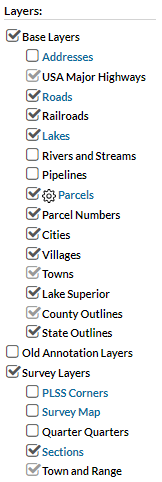 Layers:
Base Layers
Addresses
USA Major Highways
Roads
Railroads
Lakes
Rivers and Streams
Pipelines
Parcels
Parcel Numbers
Cities
Villages
Towns
Lake Superior
County Outlines
State Outlines
Old Annotation Layers
Survey Layers
PLSS Corners
Survey Map
Quarter Quarters
Sections
Town and Range